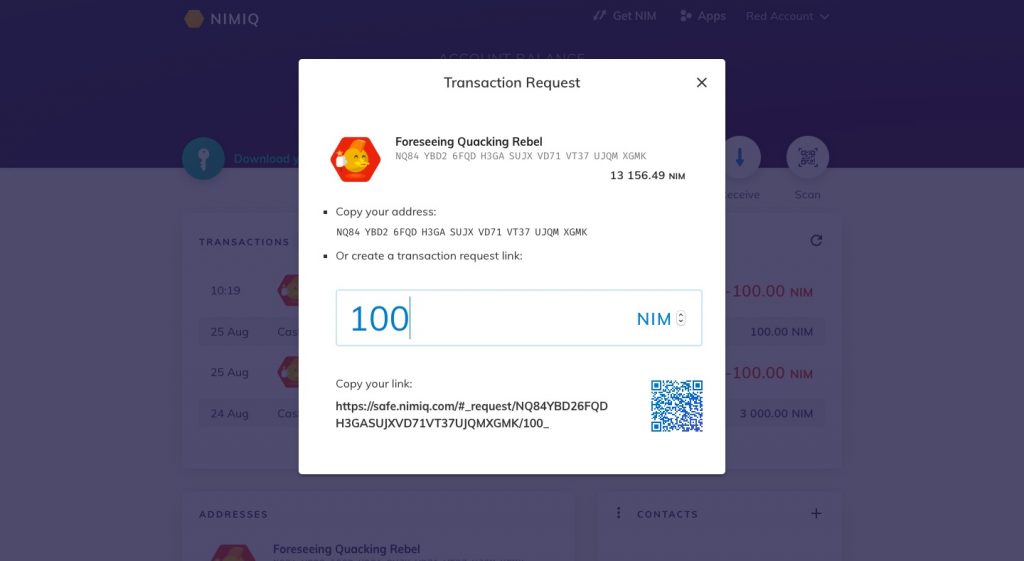 NIMIQ
Get NIM
Apps
Red Account
ACCOUNT BALANCE
Transaction Request
Foreseeing Quacking Rebel
NQ84 YBD2 6FQD H3GA SUJX VD71 VT37 UJQM XGMK
13 156.49 NIM
Download
eceive
Scan
Copy your address:
NQ84 YBD2 6FQD H3GA SUJX VD71 VT37 UJQM XGMK
Or create a transaction request link:
100 NIM
Copy your link:
https://safe.nimiq.com/#_request/NQ84YBD26FQD
H3GASUJXVD71VT37UJQMXGMK/100_
TRANSACTIONS
10:19
-100.00 NIM
25 Aug Cas
100.00 NIM
25 Aug
-100.00 NIM
24 Aug Cas
3 000.00 NIM
ADDRESSES
CONTACTS
Foreseeing Quacking Rebel